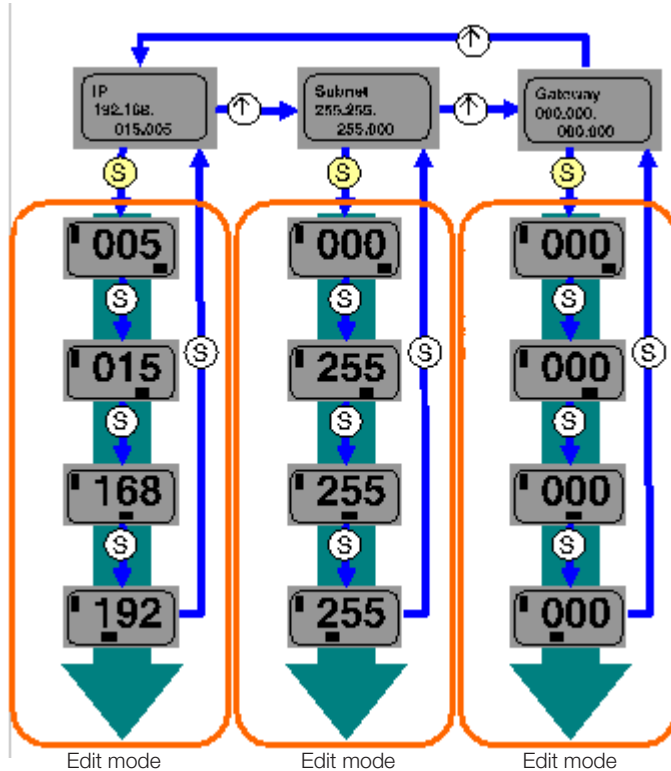 ↑
IP
192.168.
015.005
↑
Subnet
255.255.
255.000
↑
Gateway
000.000.
000.000
S
S
S
005
000
000
S
S
S
015
255
000
S
S
S
S
S
S
168
255
000
S
S
S
192
255
000
Edit mode
Edit mode
Edit mode